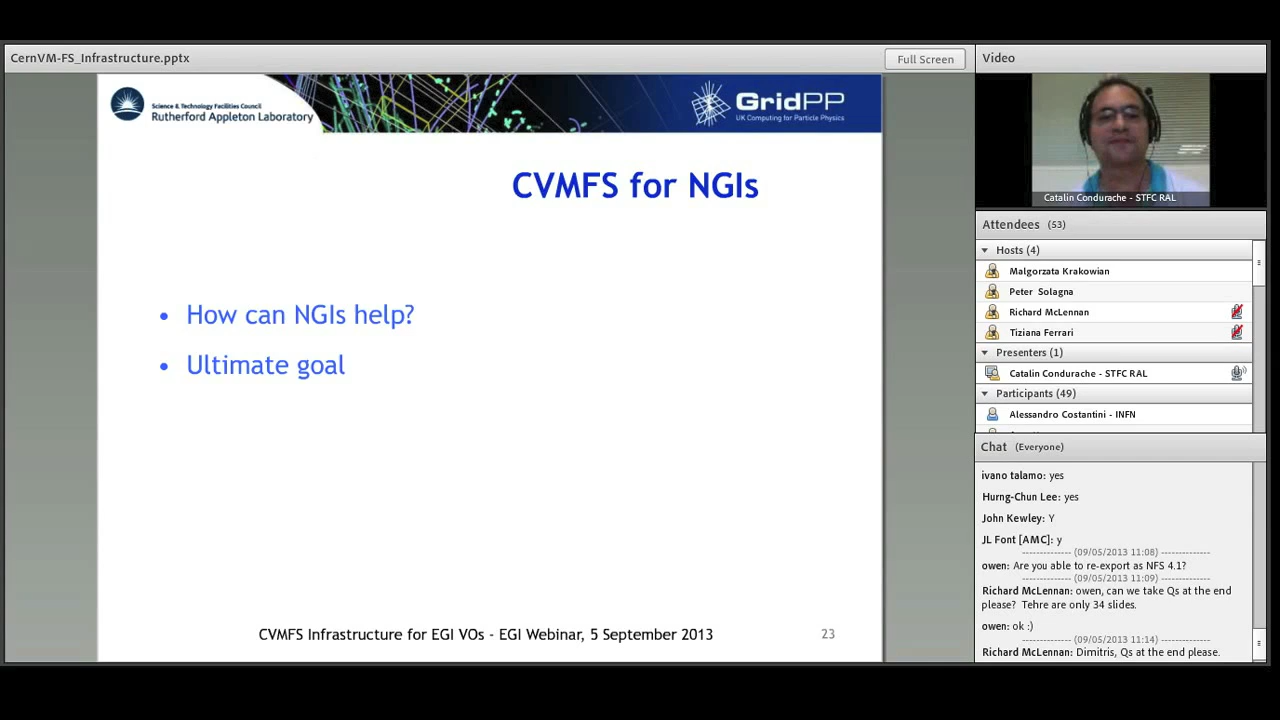 CernVM-FS_Infrastructure.pptx
Full Screen
Science & Technology Facilities Council
Rutherford Appleton Laboratory
GridPP
UK Computing for Particle Physics
CVMFS for NGIs
• How can NGIs help?
• Ultimate goal
CVMFS Infrastructure for EGI VOs - EGI Webinar, 5 September 2013
23
Video
Catalin Condurache - STFC RAL
Attendees (53)
Hosts (4)
Malgorzata Krakowian
Peter Solagna
Richard McLennan
Tiziana Ferrari
Presenters (1)
Catalin Condurache - STFC RAL
Participants (49)
Alessandro Costantini - INFN
Chat (Everyone)
ivano talamo: yes
Hurng-Chun Lee: yes
John Kewley: Y
JL Font [AMC]: y
-------------- (09/05/2013 11:08) --------------
owen: Are you able to re-export as NFS 4.1?
-------------- (09/05/2013 11:09) --------------
Richard McLennan: owen, can we take Qs at the end
please? Tehre are only 34 slides.
owen: ok :)
-------------- (09/05/2013 11:14) --------------
Richard McLennan: Dimitris, Qs at the end please.